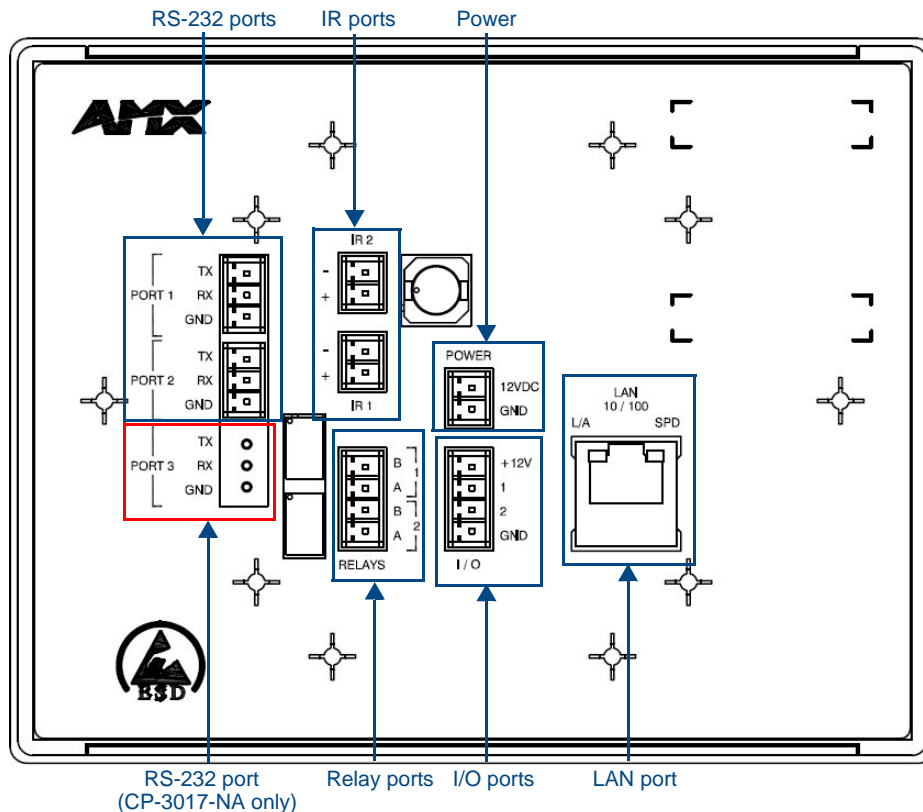 RS-232 ports
IR ports
Power
AMX
IR 2
-
+
TX
PORT 1
RX
GND
-
+
IR 1
TX
PORT 2
RX
GND
POWER
12VDC
GND
LAN
10 / 100
L/A
SPD
TX
PORT 3
RX
GND
B
1
A
B
2
A
RELAYS
+12V
1
2
GND
I / O
ESD
RS-232 port
(CP-3017-NA only)
Relay ports
I/O ports
LAN port